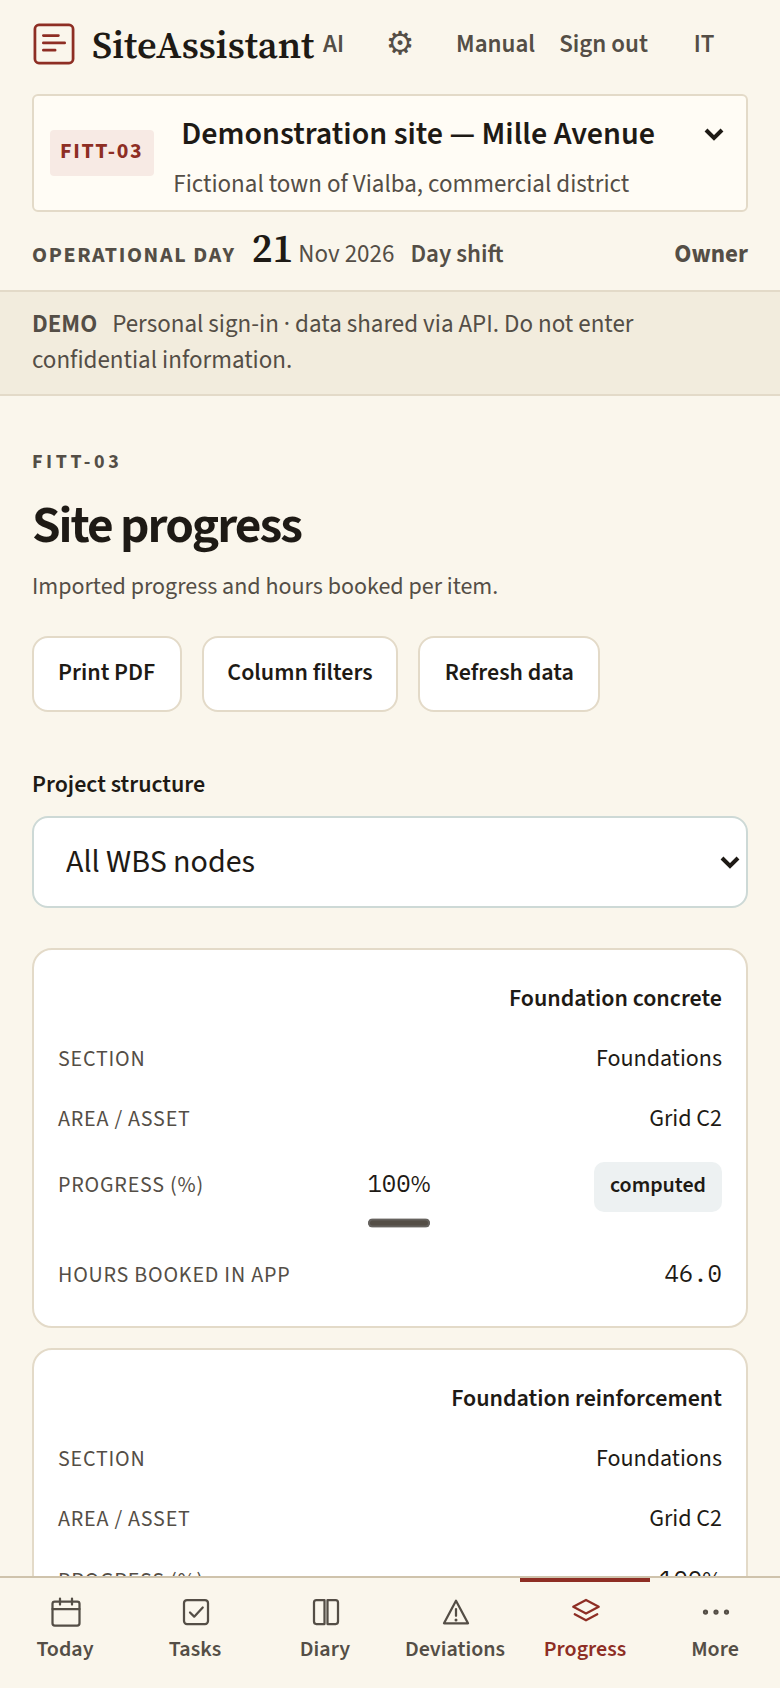 SiteAssistant AI Manual Sign out IT
FITT-03 Demonstration site — Mille Avenue
Fictional town of Vialba, commercial district
OPERATIONAL DAY 21 Nov 2026 Day shift Owner
DEMO Personal sign-in · data shared via API. Do not enter
confidential information.
FITT-03
Site progress
Imported progress and hours booked per item.
Print PDF Column filters Refresh data
Project structure
All WBS nodes
Foundation concrete
SECTION Foundations
AREA / ASSET Grid C2
PROGRESS (%) 100% computed
HOURS BOOKED IN APP 46.0
Foundation reinforcement
SECTION Foundations
AREA / ASSET Grid C2
PROGRESS (%) 100%
Today Tasks Diary Deviations Progress More